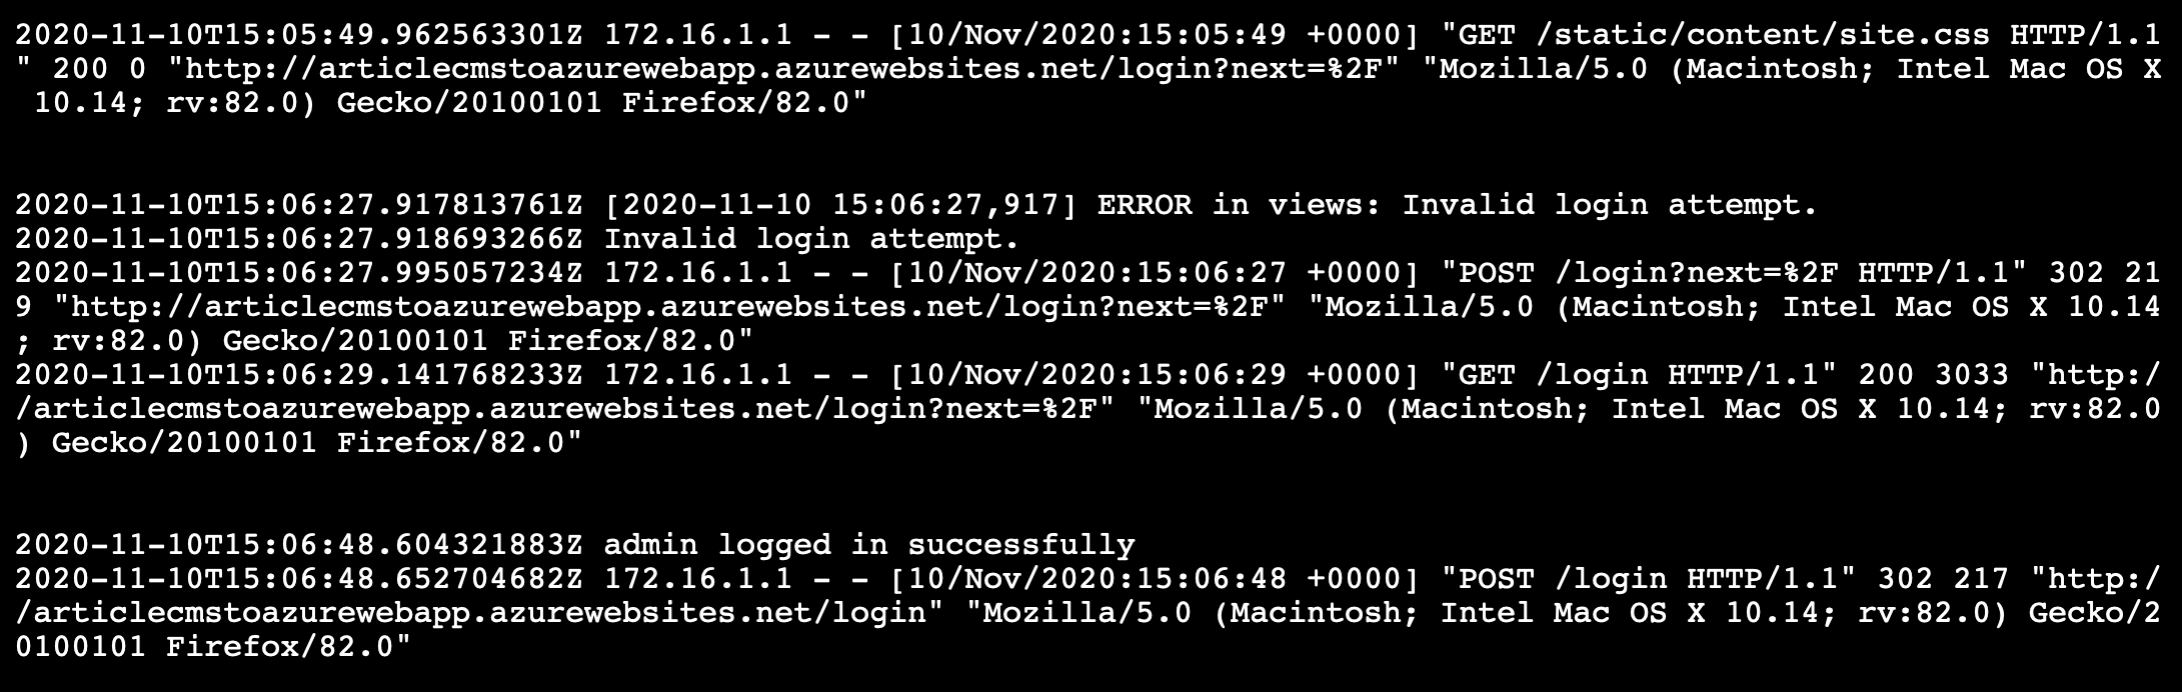 2020-11-10T15:05:49.962563301Z 172.16.1.1 - - [10/Nov/2020:15:05:49 +0000] "GET /static/content/site.css HTTP/1.1
" 200 0 "http://articlecmstoazurewebapp.azurewebsites.net/login?next=%2F" "Mozilla/5.0 (Macintosh; Intel Mac OS X
 10.14; rv:82.0) Gecko/20100101 Firefox/82.0"
2020-11-10T15:06:27.917813761Z [2020-11-10 15:06:27,917] ERROR in views: Invalid login attempt.
2020-11-10T15:06:27.918693266Z Invalid login attempt.
2020-11-10T15:06:27.995057234Z 172.16.1.1 - - [10/Nov/2020:15:06:27 +0000] "POST /login?next=%2F HTTP/1.1" 302 21
9 "http://articlecmstoazurewebapp.azurewebsites.net/login?next=%2F" "Mozilla/5.0 (Macintosh; Intel Mac OS X 10.14
; rv:82.0) Gecko/20100101 Firefox/82.0"
2020-11-10T15:06:29.141768233Z 172.16.1.1 - - [10/Nov/2020:15:06:29 +0000] "GET /login HTTP/1.1" 200 3033 "http:/
/articlecmstoazurewebapp.azurewebsites.net/login?next=%2F" "Mozilla/5.0 (Macintosh; Intel Mac OS X 10.14; rv:82.0
) Gecko/20100101 Firefox/82.0"
2020-11-10T15:06:48.604321883Z admin logged in successfully
2020-11-10T15:06:48.652704682Z 172.16.1.1 - - [10/Nov/2020:15:06:48 +0000] "POST /login HTTP/1.1" 302 217 "http:/
/articlecmstoazurewebapp.azurewebsites.net/login" "Mozilla/5.0 (Macintosh; Intel Mac OS X 10.14; rv:82.0) Gecko/2
0100101 Firefox/82.0"